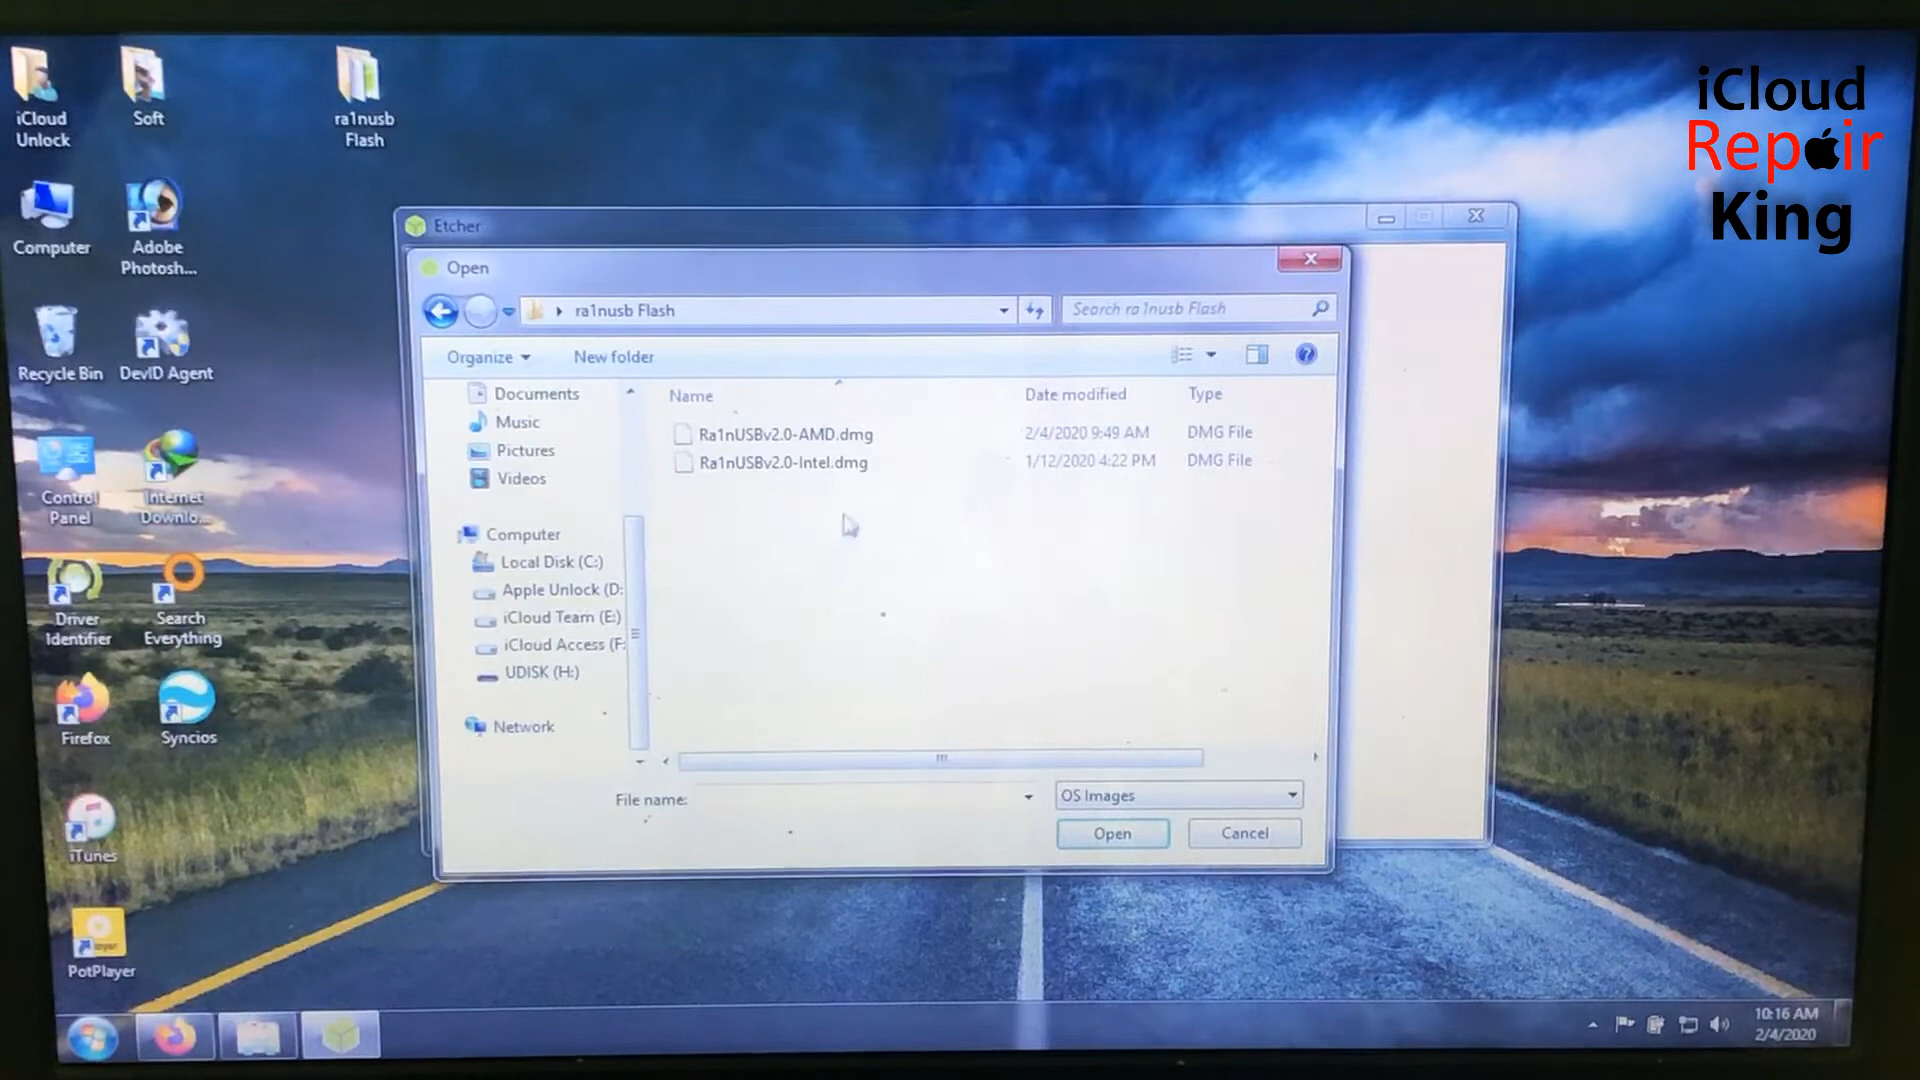 iCloud
Unlock
Soft
ra1nusb
Flash
iCloud
Repair
King
Computer
Adobe
Photosh...
Recycle Bin
DevID Agent
Control
Panel
Internet
Downlo...
Driver
Identifier
Search
Everything
Firefox
Syncios
iTunes
PotPlayer
Etcher
Open
ra1nusb Flash
Search ra1nusb Flash
Organize
New folder
Documents
Music
Pictures
Videos
Computer
Local Disk (C:)
Apple Unlock (D:
iCloud Team (E:)
iCloud Access (F:
UDISK (H:)
Network
Name
Date modified
Type
Ra1nUSBv2.0-AMD.dmg
2/4/2020 9:49 AM
DMG File
Ra1nUSBv2.0-Intel.dmg
1/12/2020 4:22 PM
DMG File
File name:
OS Images
Open
Cancel
10:16 AM
2/4/2020